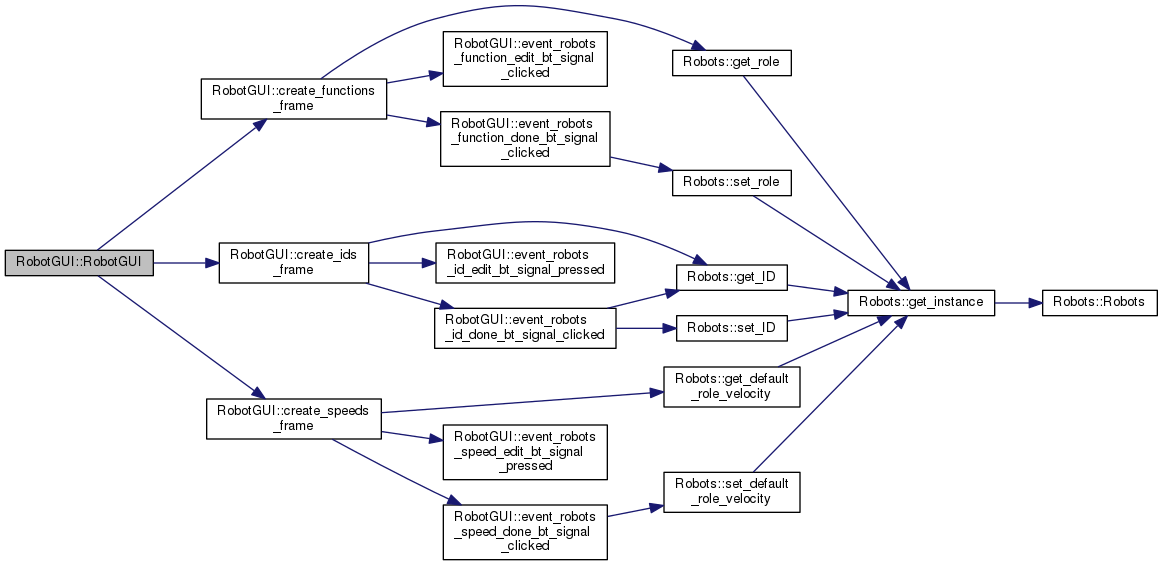 RobotGUI::RobotGUI
RobotGUI::create_functions
_frame
RobotGUI::event_robots
_function_edit_bt_signal
_clicked
RobotGUI::event_robots
_function_done_bt_signal
_clicked
Robots::get_role
Robots::set_role
RobotGUI::create_ids
_frame
RobotGUI::event_robots
_id_edit_bt_signal_pressed
RobotGUI::event_robots
_id_done_bt_signal_clicked
Robots::get_ID
Robots::set_ID
Robots::get_instance
Robots::Robots
RobotGUI::create_speeds
_frame
Robots::get_default
_role_velocity
RobotGUI::event_robots
_speed_edit_bt_signal
_pressed
RobotGUI::event_robots
_speed_done_bt_signal
_clicked
Robots::set_default
_role_velocity